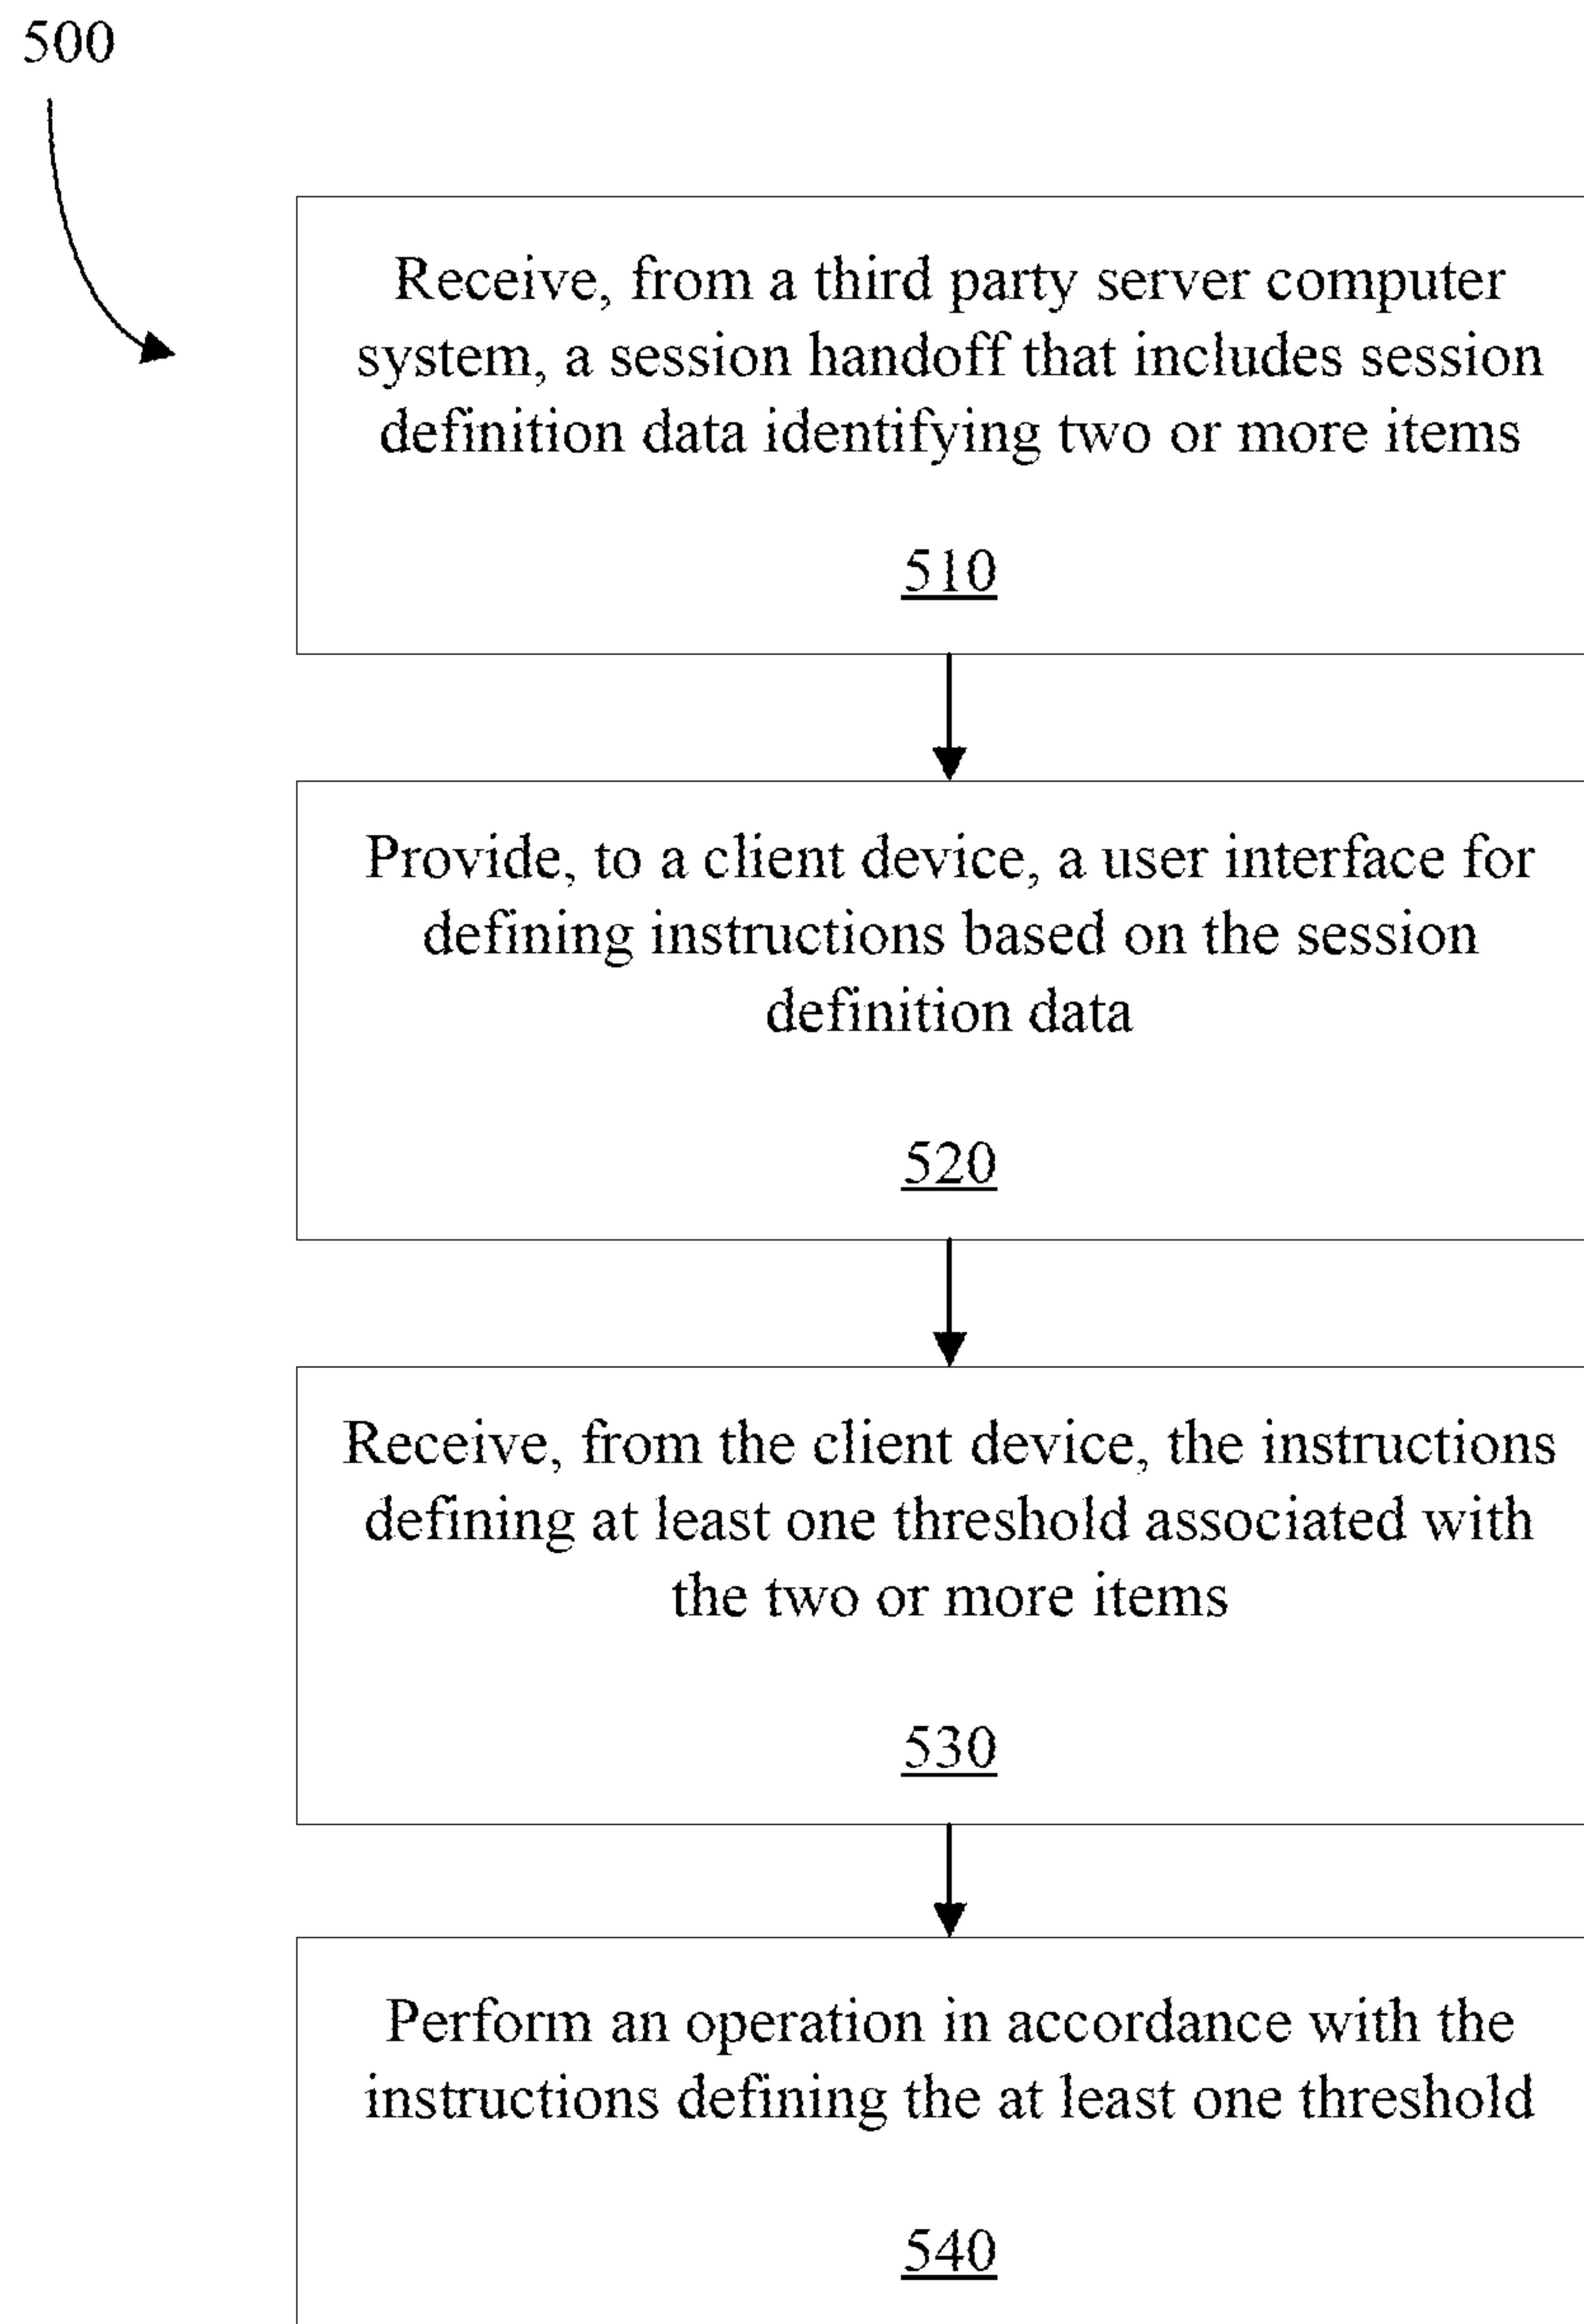 500
Receive, from a third party server computer
system, a session handoff that includes session
definition data identifying two or more items
510
Provide, to a client device, a user interface for
defining instructions based on the session
definition data
520
Receive, from the client device, the instructions
defining at least one threshold associated with
the two or more items
530
Perform an operation in accordance with the
instructions defining the at least one threshold
540